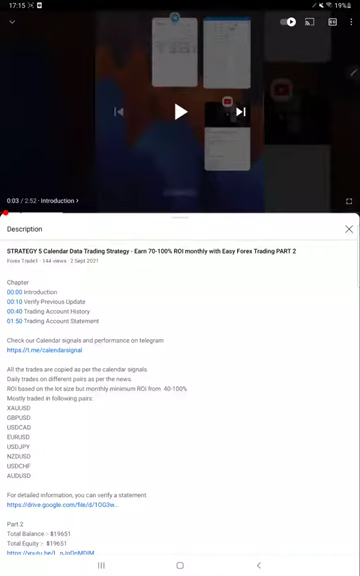 17:15
19%
0:03 / 2:52 · Introduction >
Description
STRATEGY 5 Calendar Data Trading Strategy - Earn 70-100% ROI monthly with Easy Forex Trading PART 2
Forex Trade1 · 144 views · 2 Sept 2021
Chapter
00:00 Introduction
00:10 Verify Previous Update
00:40 Trading Account History
01:50 Trading Account Statement
Check our Calendar signals and performance on telegram
https://t.me/calendarsignal
All the trades are copied as per the calendar signals.
Daily trades on different pairs as per the news.
ROI based on the lot size but monthly minimum ROI from 40-100%
Mostly traded in following pairs:
XAUUSD
GBPUSD
USDCAD
EURUSD
USDJPY
NZDUSD
USDCHF
AUDUSD
For detailed information, you can verify a statement
https://drive.google.com/file/d/1OG3w...
Part 2
Total Balance :- $19651
Total Equity :- $19651